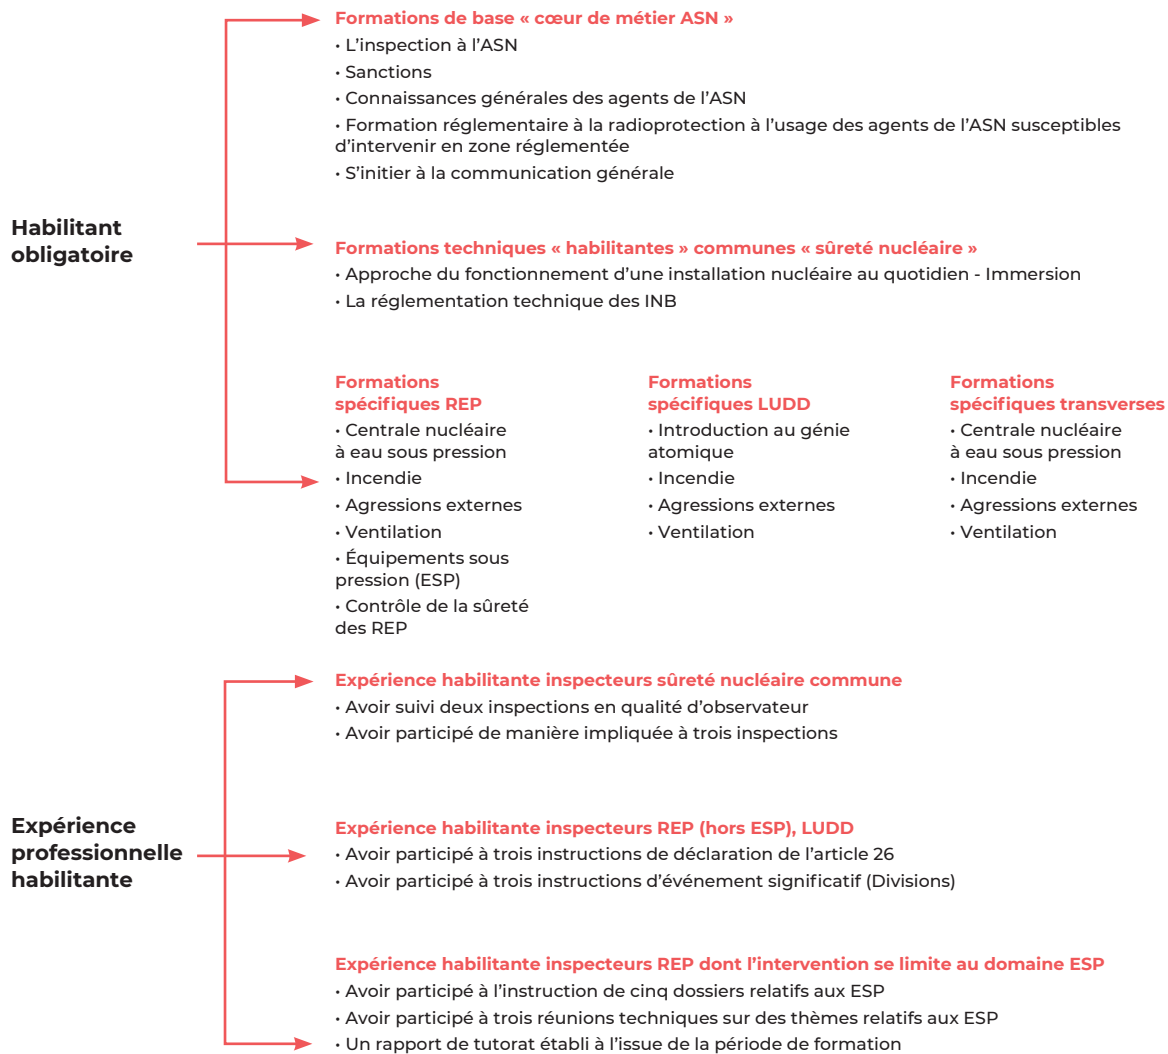 Habilitant
obligatoire
Formations de base « cœur de métier ASN »
• L’inspection à l’ASN
• Sanctions
• Connaissances générales des agents de l’ASN
• Formation réglementaire à la radioprotection à l’usage des agents de l’ASN susceptibles
d’intervenir en zone réglementée
• S’initier à la communication générale
Formations techniques « habilitantes » communes « sûreté nucléaire »
• Approche du fonctionnement d’une installation nucléaire au quotidien - Immersion
• La réglementation technique des INB
Formations
spécifiques REP
• Centrale nucléaire
à eau sous pression
• Incendie
• Agressions externes
• Ventilation
• Équipements sous
pression (ESP)
• Contrôle de la sûreté
des REP
Formations
spécifiques LUDD
• Introduction au génie
atomique
• Incendie
• Agressions externes
• Ventilation
Formations
spécifiques transverses
• Centrale nucléaire
à eau sous pression
• Incendie
• Agressions externes
• Ventilation
Expérience
professionnelle
habilitante
Expérience habilitante inspecteurs sûreté nucléaire commune
• Avoir suivi deux inspections en qualité d’observateur
• Avoir participé de manière impliquée à trois inspections
Expérience habilitante inspecteurs REP (hors ESP), LUDD
• Avoir participé à trois instructions de déclaration de l’article 26
• Avoir participé à trois instructions d’événement significatif (Divisions)
Expérience habilitante inspecteurs REP dont l’intervention se limite au domaine ESP
• Avoir participé à l’instruction de cinq dossiers relatifs aux ESP
• Avoir participé à trois réunions techniques sur des thèmes relatifs aux ESP
• Un rapport de tutorat établi à l’issue de la période de formation